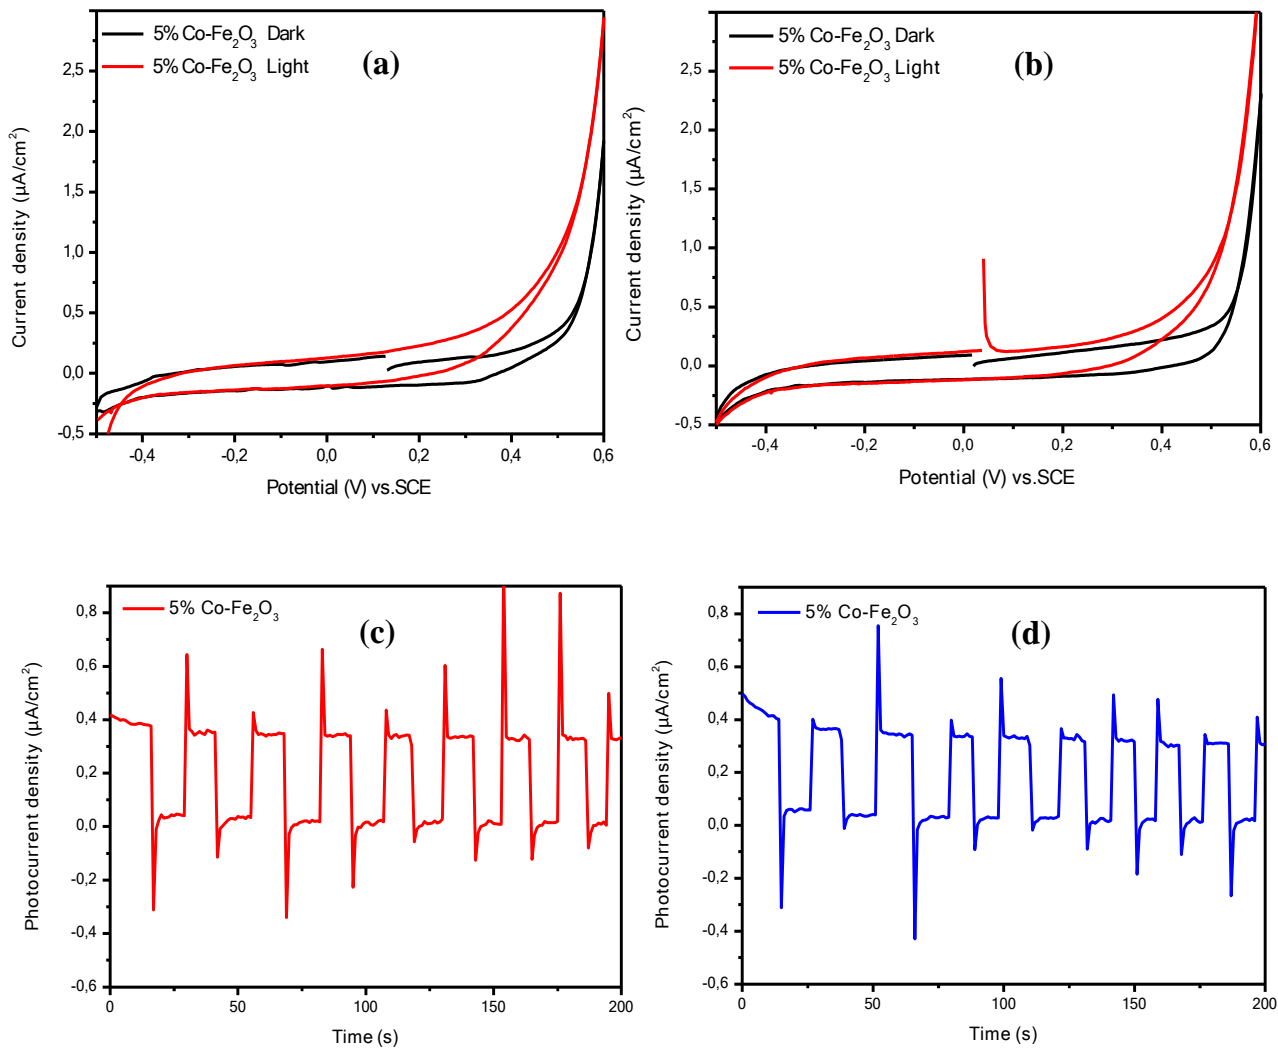 5% Co-Fe₂O₃ Dark
5% Co-Fe₂O₃ Light
(a)
2,5
2,0
1,5
1,0
0,5
0,0
-0,5
-0,4
-0,2
0,0
0,2
0,4
0,6
Current density (µA/cm²)
Potential (V) vs.SCE
5% Co-Fe₂O₃ Dark
5% Co-Fe₂O₃ Light
(b)
2,5
2,0
1,5
1,0
0,5
0,0
-0,5
-0,4
-0,2
0,0
0,2
0,4
0,6
Current density (µA/cm²)
Potential (V) vs.SCE
5% Co-Fe₂O₃
(c)
0,8
0,6
0,4
0,2
0,0
-0,2
-0,4
-0,6
0
50
100
150
200
Photocurrent density (µA/cm²)
Time (s)
5% Co-Fe₂O₃
(d)
0,8
0,6
0,4
0,2
0,0
-0,2
-0,4
-0,6
0
50
100
150
200
Photocurrent density (µA/cm²)
Time (s)